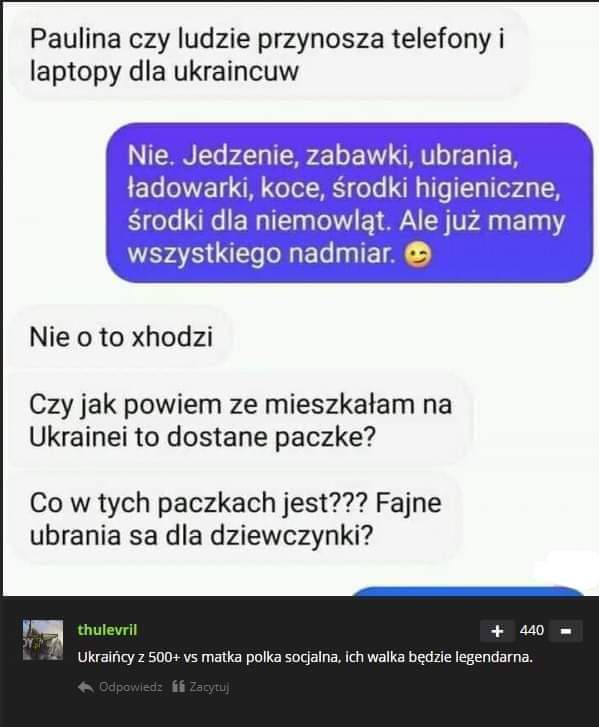 Paulina czy ludzie przynosza telefony i
laptopy dla ukraincuw
Nie. Jedzenie, zabawki, ubrania,
ładowarki, koce, środki higieniczne,
środki dla niemowląt. Ale już mamy
wszystkiego nadmiar. 😉
Nie o to xhodzi
Czy jak powiem ze mieszkałam na
Ukrainei to dostane paczke?
Co w tych paczkach jest??? Fajne
ubrania sa dla dziewczynki?
thulevril
+ 440 -
Ukraińcy z 500+ vs matka polka socjalna, ich walka będzie legendarna.
Odpowiedz Zacytuj